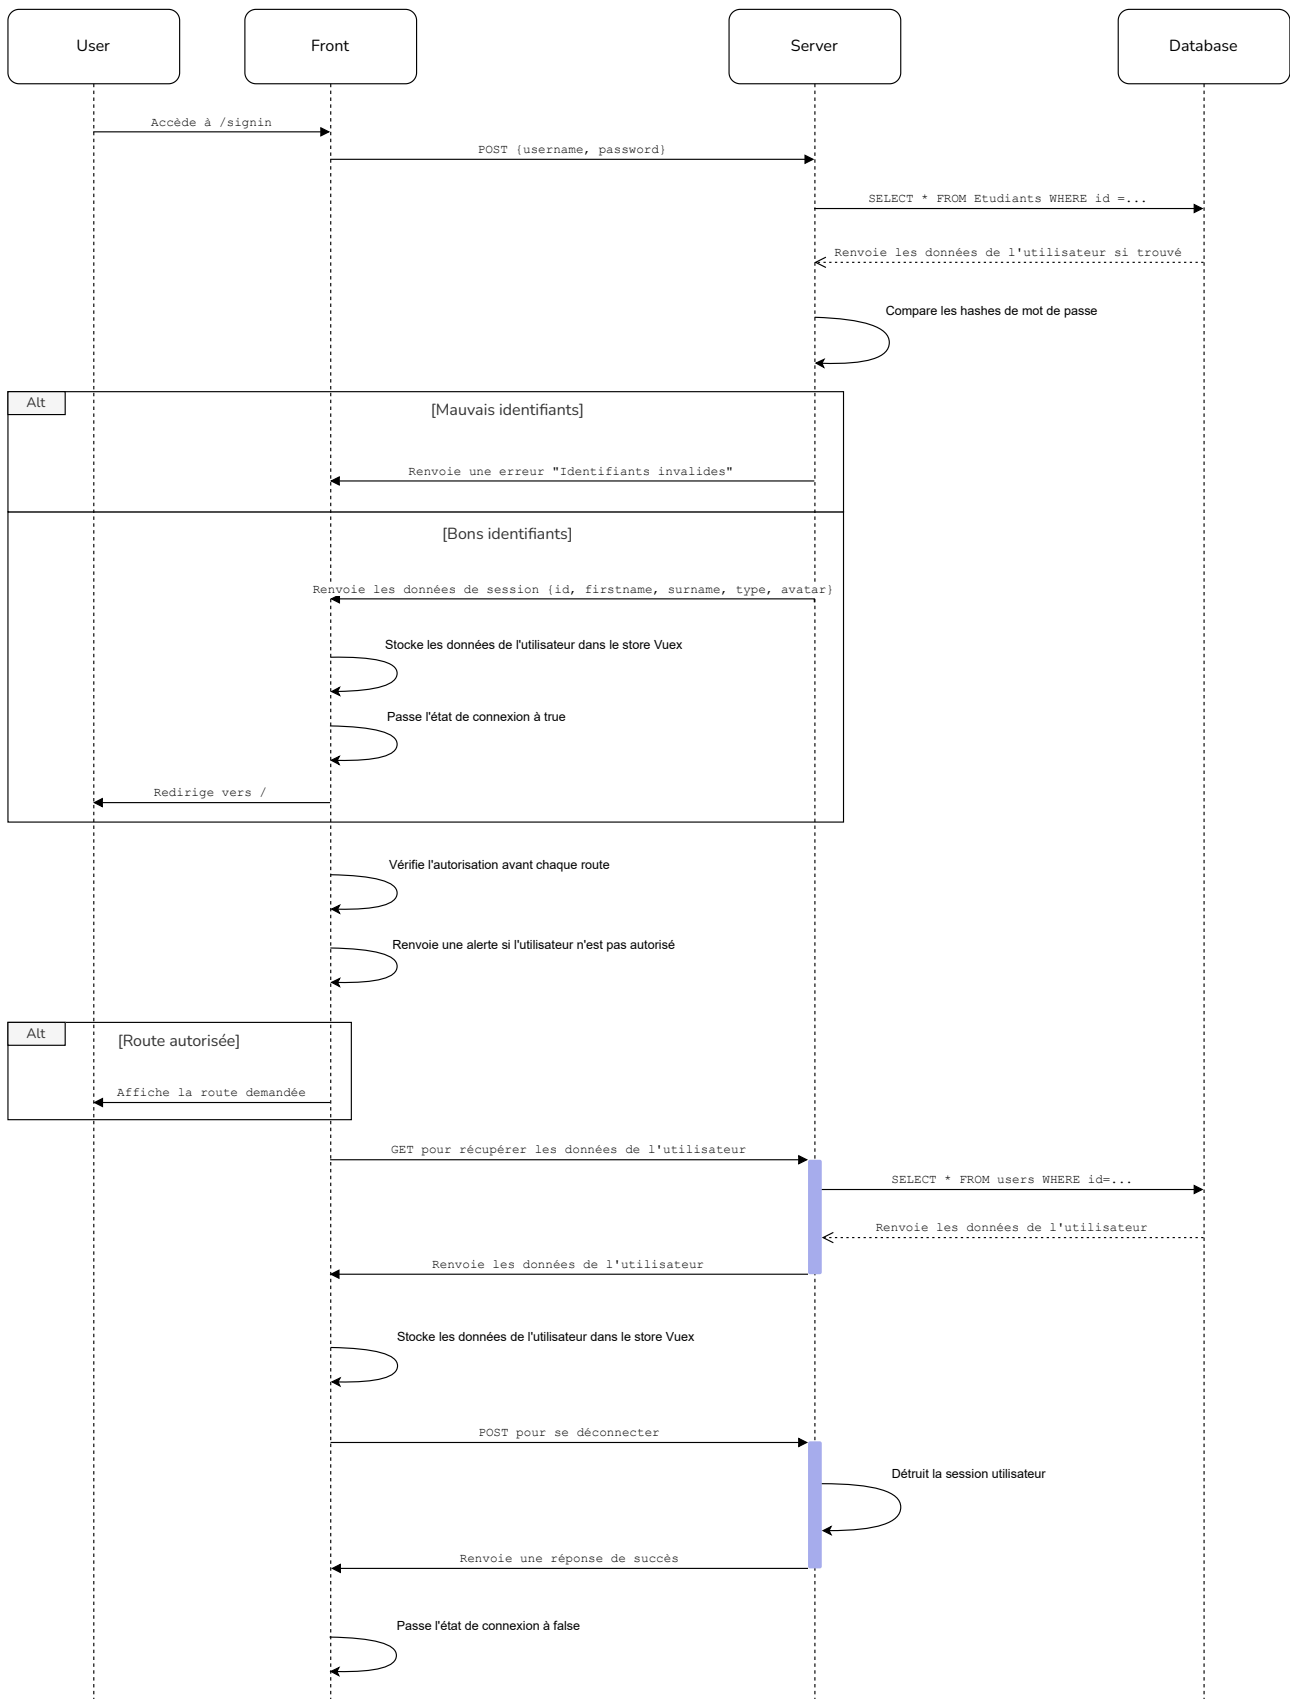 User
Front
Server
Database
Accède à /signin
POST {username, password}
SELECT * FROM Etudiants WHERE id =...
Renvoie les données de l'utilisateur si trouvé
Compare les hashes de mot de passe
Alt
[Mauvais identifiants]
Renvoie une erreur "Identifiants invalides"
[Bons identifiants]
Renvoie les données de session {id, firstname, surname, type, avatar}
Stocke les données de l'utilisateur dans le store Vuex
Passe l'état de connexion à true
Redirige vers /
Vérifie l'autorisation avant chaque route
Renvoie une alerte si l'utilisateur n'est pas autorisé
Alt
[Route autorisée]
Affiche la route demandée
GET pour récupérer les données de l'utilisateur
SELECT * FROM users WHERE id=...
Renvoie les données de l'utilisateur
Renvoie les données de l'utilisateur
Stocke les données de l'utilisateur dans le store Vuex
POST pour se déconnecter
Détruit la session utilisateur
Renvoie une réponse de succès
Passe l'état de connexion à false